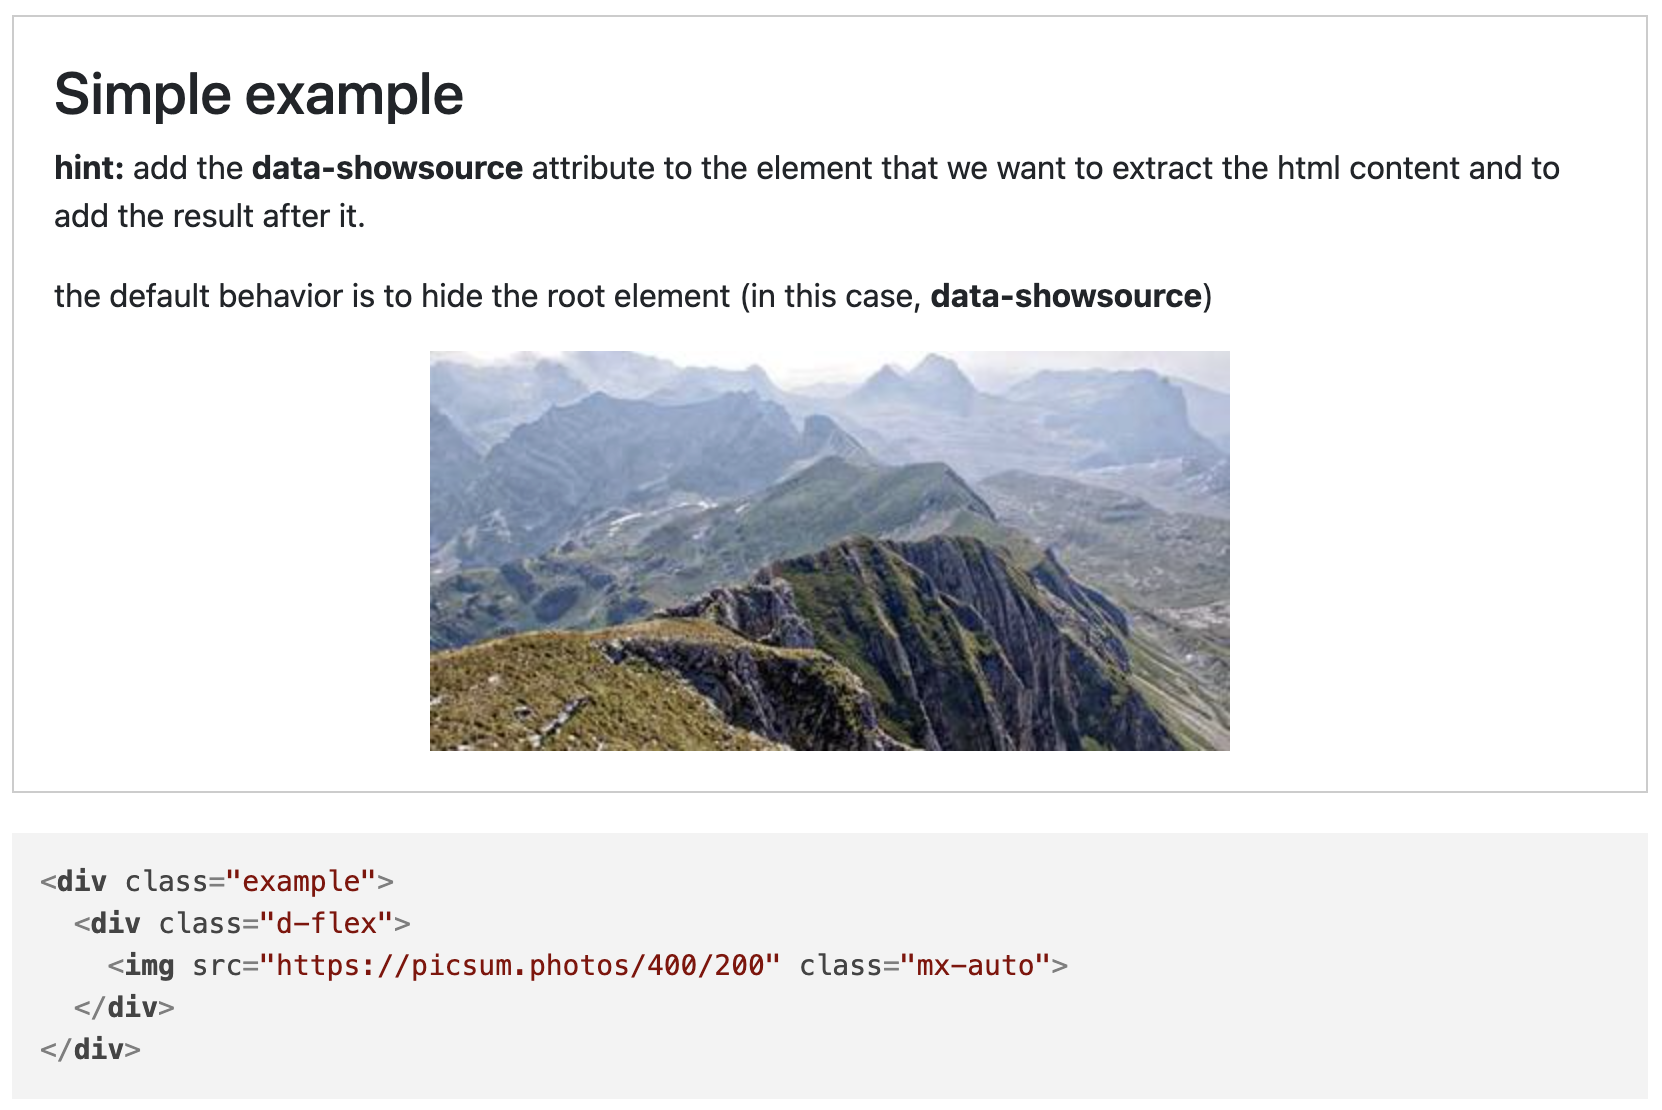 Simple example
hint: add the data-showsource attribute to the element that we want to extract the html content and to
add the result after it.
the default behavior is to hide the root element (in this case, data-showsource)
<div class="example">
  <div class="d-flex">
    <img src="https://picsum.photos/400/200" class="mx-auto">
  </div>
</div>